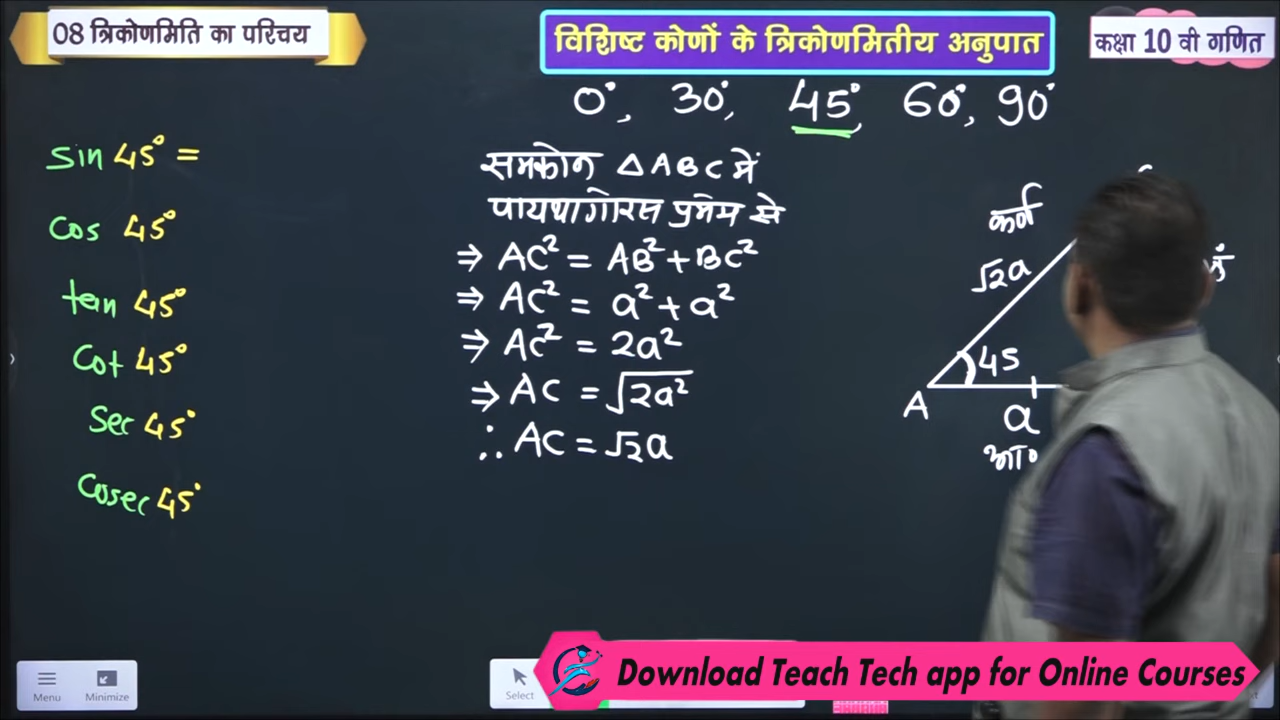 08 त्रिकोणमिति का परिचय
विशिष्ट कोणों के त्रिकोणमितीय अनुपात
कक्षा 10 वी गणित
0°, 30°, 45°, 60°, 90°
sin 45° =
cos 45°
tan 45°
cot 45°
Sec 45°
Cosec 45°
समकोण △ABC में
पायथागोरस प्रमेय से
⇒ AC² = AB² + BC²
⇒ AC² = a² + a²
⇒ AC² = 2a²
⇒ AC = √2a²
∴ AC = √2a
कर्ण
√2a
45
A
a
Menu
Minimize
Select
Download Teach Tech app for Online Courses